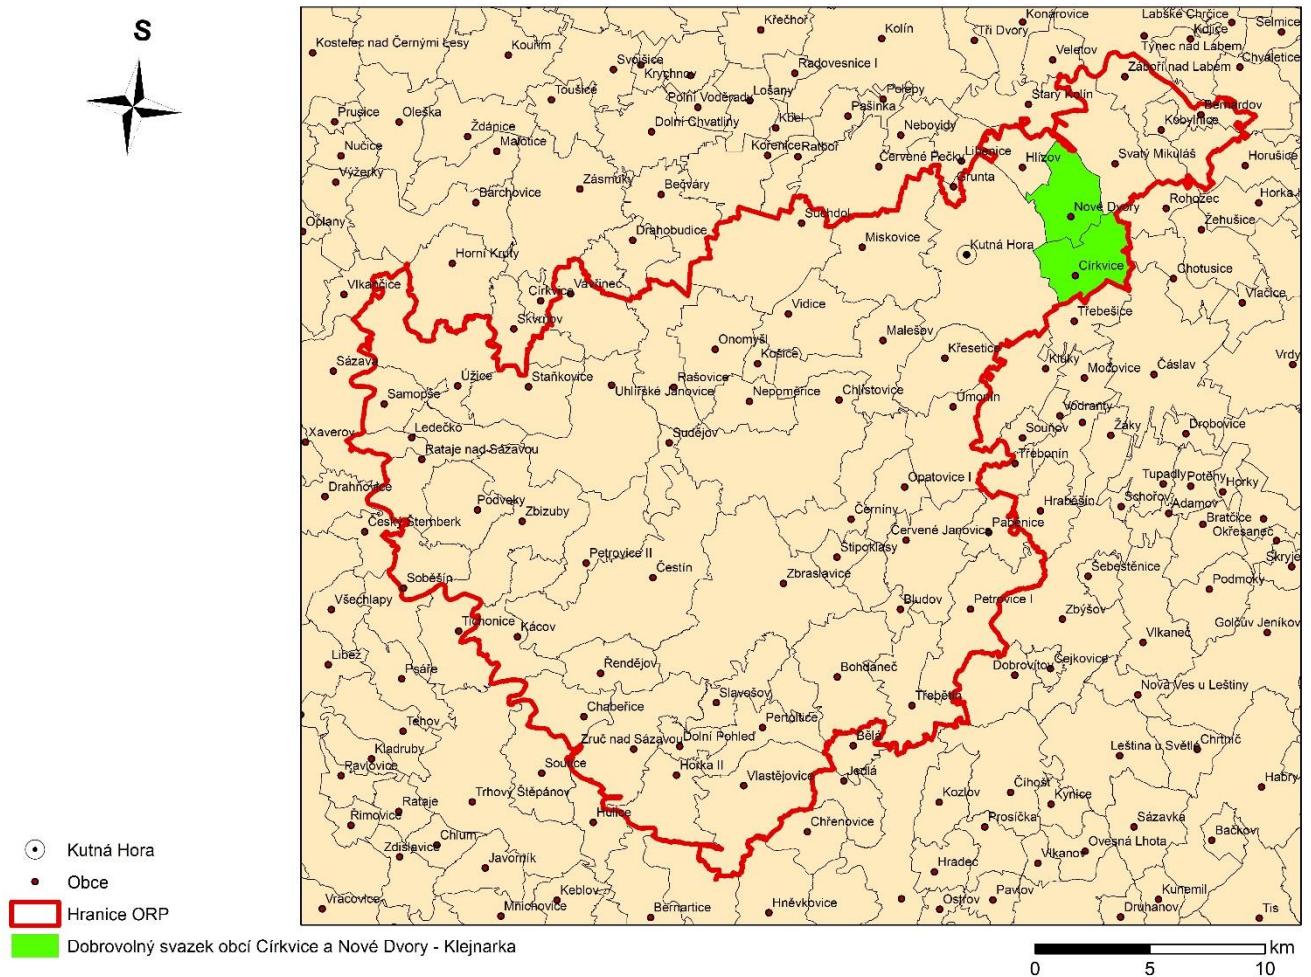 S
Křečhoř
Kolín
Konárovice
Labské Chrčice
Selmice
Kostelec nad Černými Lesy
Kouřim
Tři Dvory
Kojice
Týnec nad Labem
Svojšice
Veletov
Krychnov
Radovesnice I
Záboří nad Labem
Chvaletice
Toušice
Polní Voděrady
Lošany
Polepy
Pašinka
Starý Kolín
Bernardov
Prusice
Oleška
Dolní Chvatliny
Kbel
Nebovidy
Kobylnice
Ždánice
Malotice
Kořenice
Ratboř
Libenice
Nučice
Červené Pečky
Hlízov
Svatý Mikuláš
Horušice
Výžerky
Barchovice
Zásmuky
Bečváry
Grunta
Rohozec
Horka I
Oplany
Suchdol
Nové Dvory
Žehušice
Drahobudice
Miskovice
Kutná Hora
Horní Kruty
Církvice
Chotusice
Vlkančice
Církvice
Vavřinec
Vlačice
Skvrňov
Vidice
Třebešice
Malešov
Onomyšl
Košice
Křesetice
Kluky
Čáslav
Vrdy
Sázava
Úžice
Staňkovice
Rašovice
Močovice
Samopše
Uhlířské Janovice
Nepoměřice
Chlístovice
Úmonín
Vodranty
Xaverov
Ledečko
Sudějov
Souňov
Žáky
Drobovice
Rataje nad Sázavou
Třebonín
Drahňovice
Opatovice I
Tupadly
Potěhy
Horky
Podveky
Zbizuby
Hraběšín
Schořov
Adamov
Český Šternberk
Černíny
Červené Janovice
Paběnice
Bratčice
Okřesaneč
Petrovice II
Čestín
Štipoklasy
Zbraslavice
Šebestěnice
Skryje
Soběšín
Podmoky
Všechlapy
Bludov
Petrovice I
Zbýšov
Golčův Jeníkov
Tichonice
Kácov
Vlkaneč
Libež
Psáře
Řendějov
Bohdaneč
Dobrovítov
Čejkovice
Slavošov
Třebětín
Nová Ves u Leštiny
Tehov
Chabeřice
Pertoltice
Kladruby
Zruč nad Sázavou
Dolní Pohleď
Bělá
Leština u Světlé
Chrtníč
Pavlovice
Soutice
Horka II
Vlastějovice
Jedlá
Čihošť
Habry
Rataje
Trhový Štěpánov
Kozlov
Kynice
Řimovice
Hulice
Chřenovice
Prosíčka
Sázavka
Bačkov
Zdislavice
Chlum
Javorník
Hradec
Vlkanov
Ovesná Lhota
Vracovice
Keblov
Mnichovice
Bernartice
Hněvkovice
Ostrov
Pavlov
Kunemil
Druhanov
Tis
Kutná Hora
Obce
Hranice ORP
Dobrovolný svazek obcí Církvice a Nové Dvory - Klejnarka
km
0 5 10